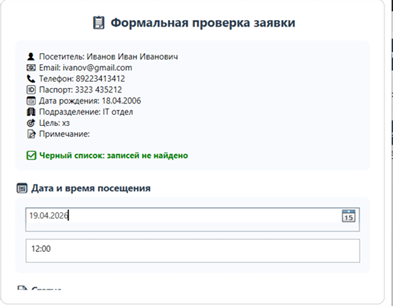 Формальная проверка заявки
Посетитель: Иванов Иван Иванович
Email: ivanov@gmail.com
Телефон: 89223413412
Паспорт: 3323 435212
Дата рождения: 18.04.2006
Подразделение: IT отдел
Цель: хз
Примечание:
Черный список: записей не найдено
Дата и время посещения
19.04.2026
15
12:00